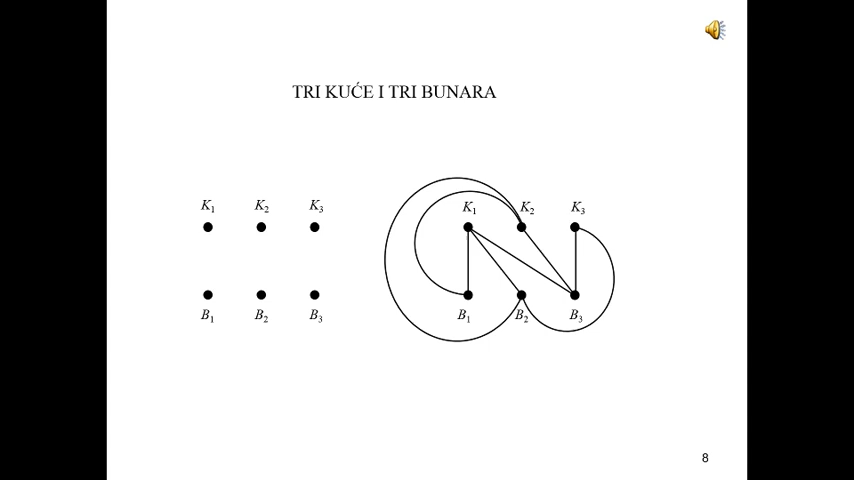 TRI KUĆE I TRI BUNARA
K₁ K₂ K₃
B₁ B₂ B₃
K₁ K₂ K₃
B₁ B₂ B₃
8